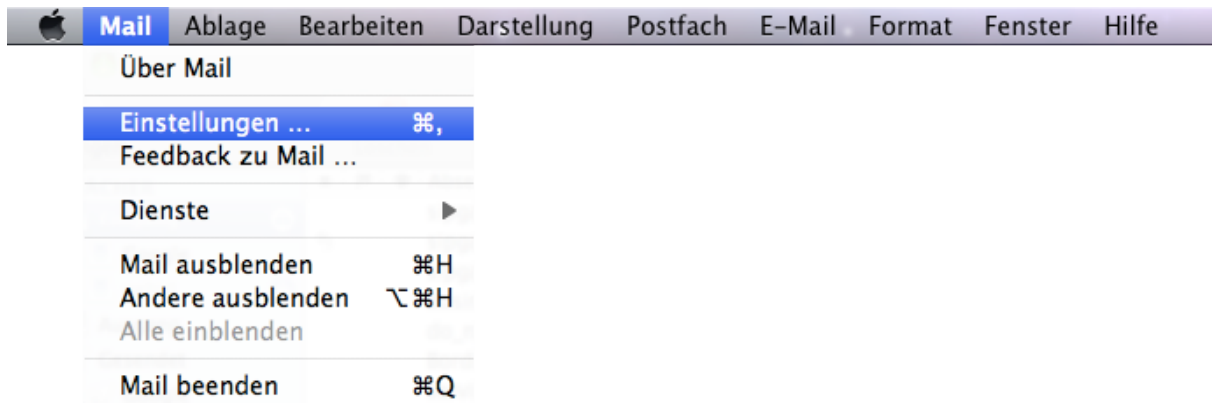 Mail Ablage Bearbeiten Darstellung Postfach E-Mail Format Fenster Hilfe
Über Mail
Einstellungen ... ⌘,
Feedback zu Mail ...
Dienste ▶
Mail ausblenden ⌘H
Andere ausblenden ⌥⌘H
Alle einblenden
Mail beenden ⌘Q